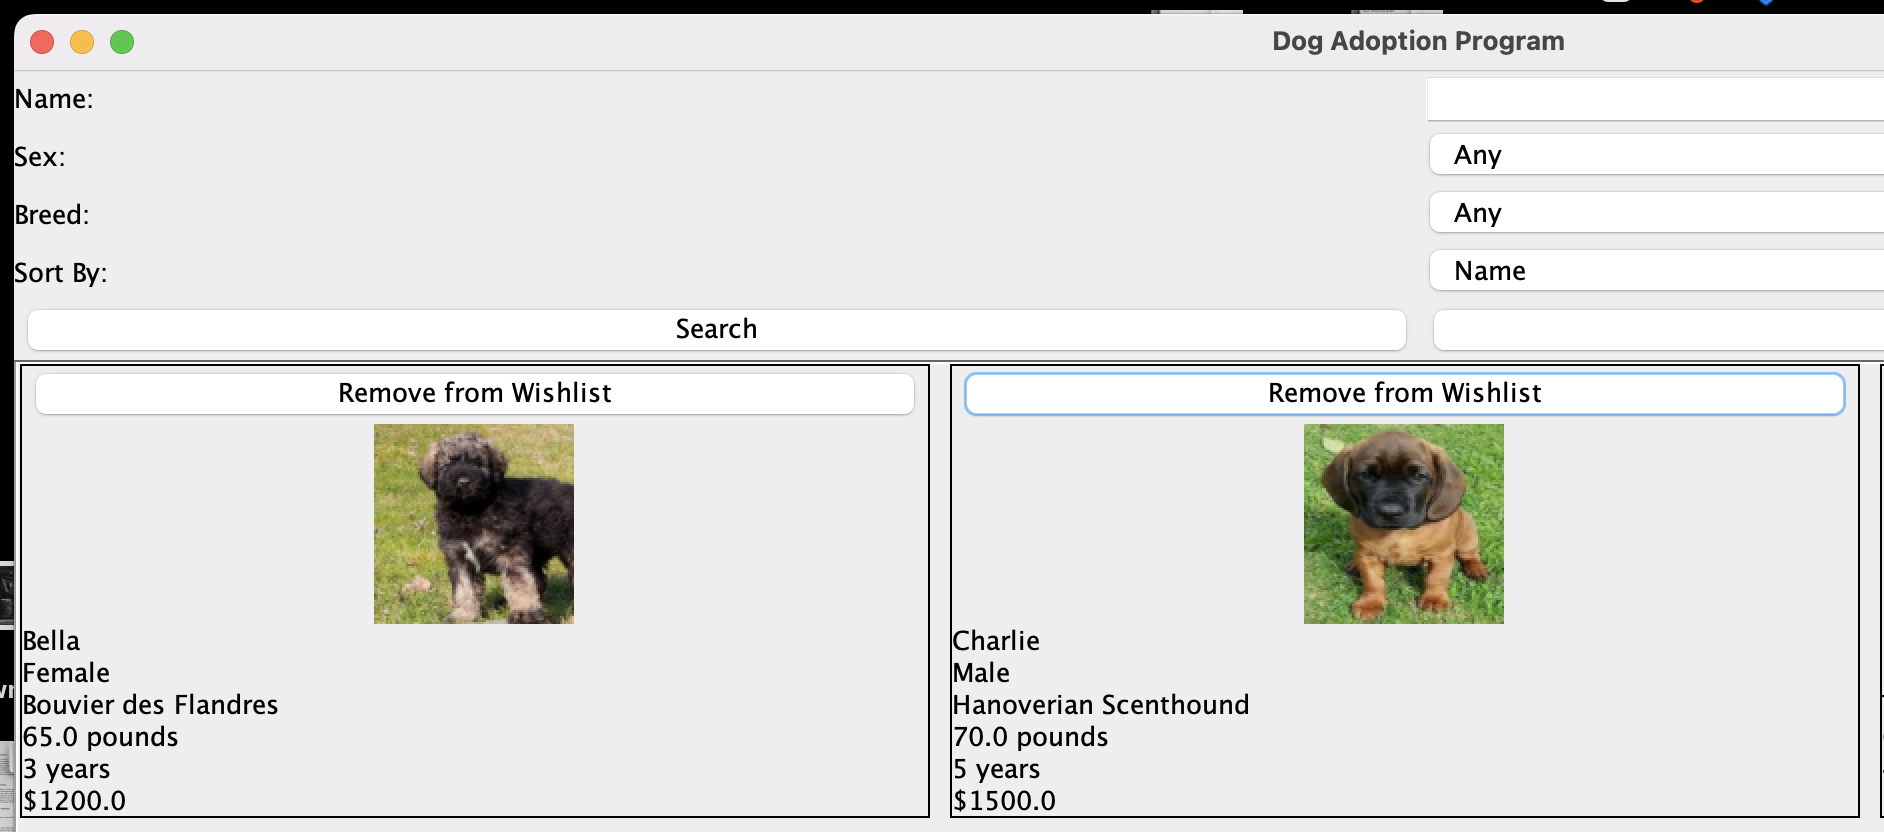 Dog Adoption Program
Name:
Sex:
Any
Breed:
Any
Sort By:
Name
Search
Remove from Wishlist
Bella
Female
Bouvier des Flandres
65.0 pounds
3 years
$1200.0
Remove from Wishlist
Charlie
Male
Hanoverian Scenthound
70.0 pounds
5 years
$1500.0